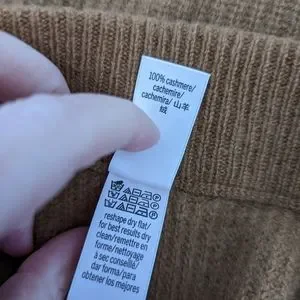 100% cashmere/
cachemire/
cachemira/ 山羊
绒
reshape dry flat/
for best results dry
clean/remettre en
forme/nettoyage
à sec conseillé/
dar forma/para
obtener los mejores